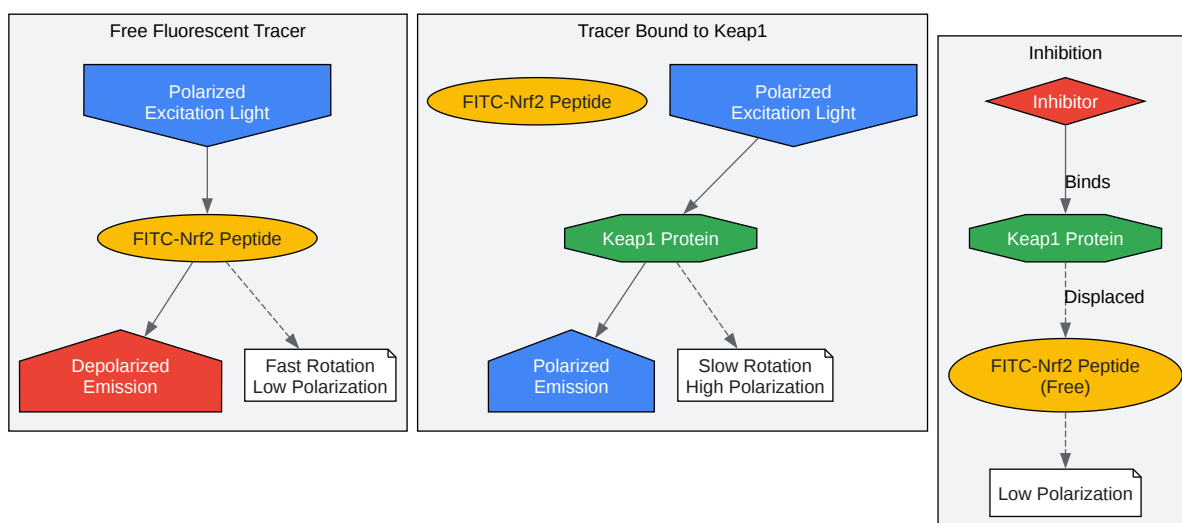 Free Fluorescent Tracer
Polarized
Excitation Light
FITC-Nrf2 Peptide
Depolarized
Emission
Fast Rotation
Low Polarization
Tracer Bound to Keap1
FITC-Nrf2 Peptide
Polarized
Excitation Light
Keap1 Protein
Polarized
Emission
Slow Rotation
High Polarization
Inhibition
Inhibitor
Binds
Keap1 Protein
Displaced
FITC-Nrf2 Peptide
(Free)
Low Polarization